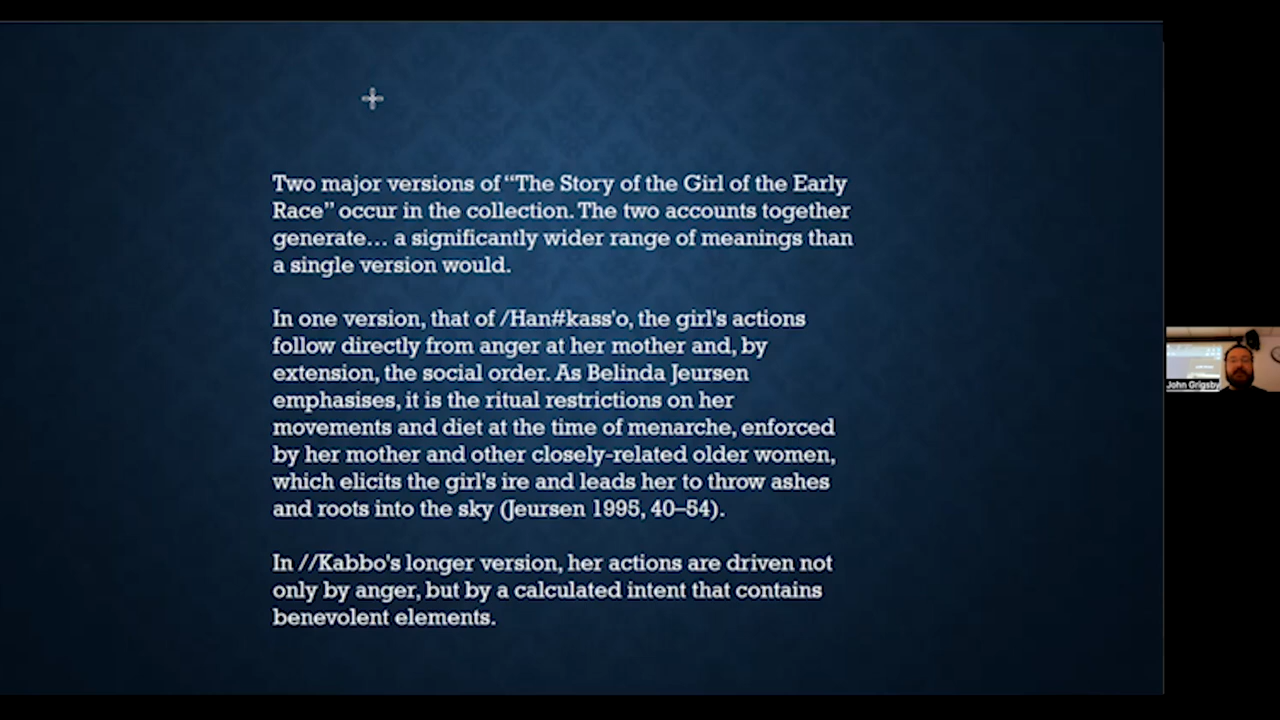 Two major versions of “The Story of the Girl of the Early
Race” occur in the collection. The two accounts together
generate... a significantly wider range of meanings than
a single version would.
In one version, that of /Han#kass'o, the girl's actions
follow directly from anger at her mother and, by
extension, the social order. As Belinda Jeursen
emphasises, it is the ritual restrictions on her
movements and diet at the time of menarche, enforced
by her mother and other closely-related older women,
which elicits the girl's ire and leads her to throw ashes
and roots into the sky (Jeursen 1995, 40–54).
In //Kabbo's longer version, her actions are driven not
only by anger, but by a calculated intent that contains
benevolent elements.
John Grigsby